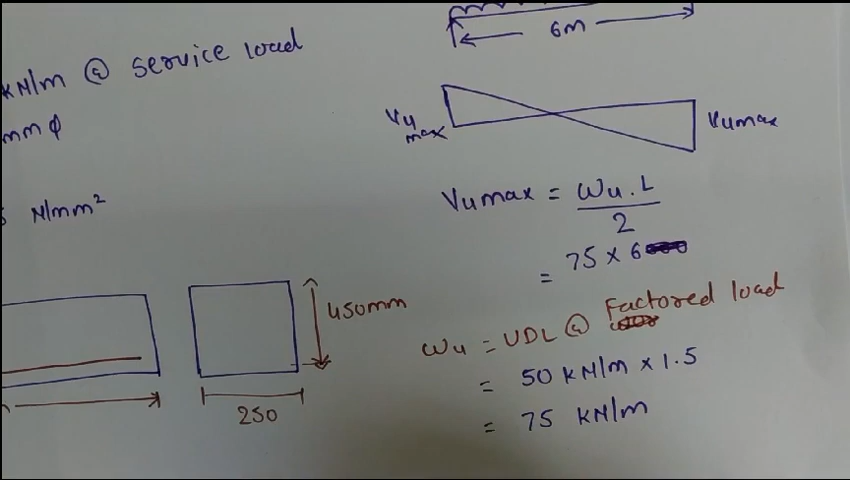 KN/m @ service load
mm ϕ
N/mm²
6m
Vu max
Vumax
Vumax = Wu.L / 2
= 75 × 6
Wu = UDL @ Factored load
= 50 KN/m × 1.5
= 75 KN/m
450mm
250